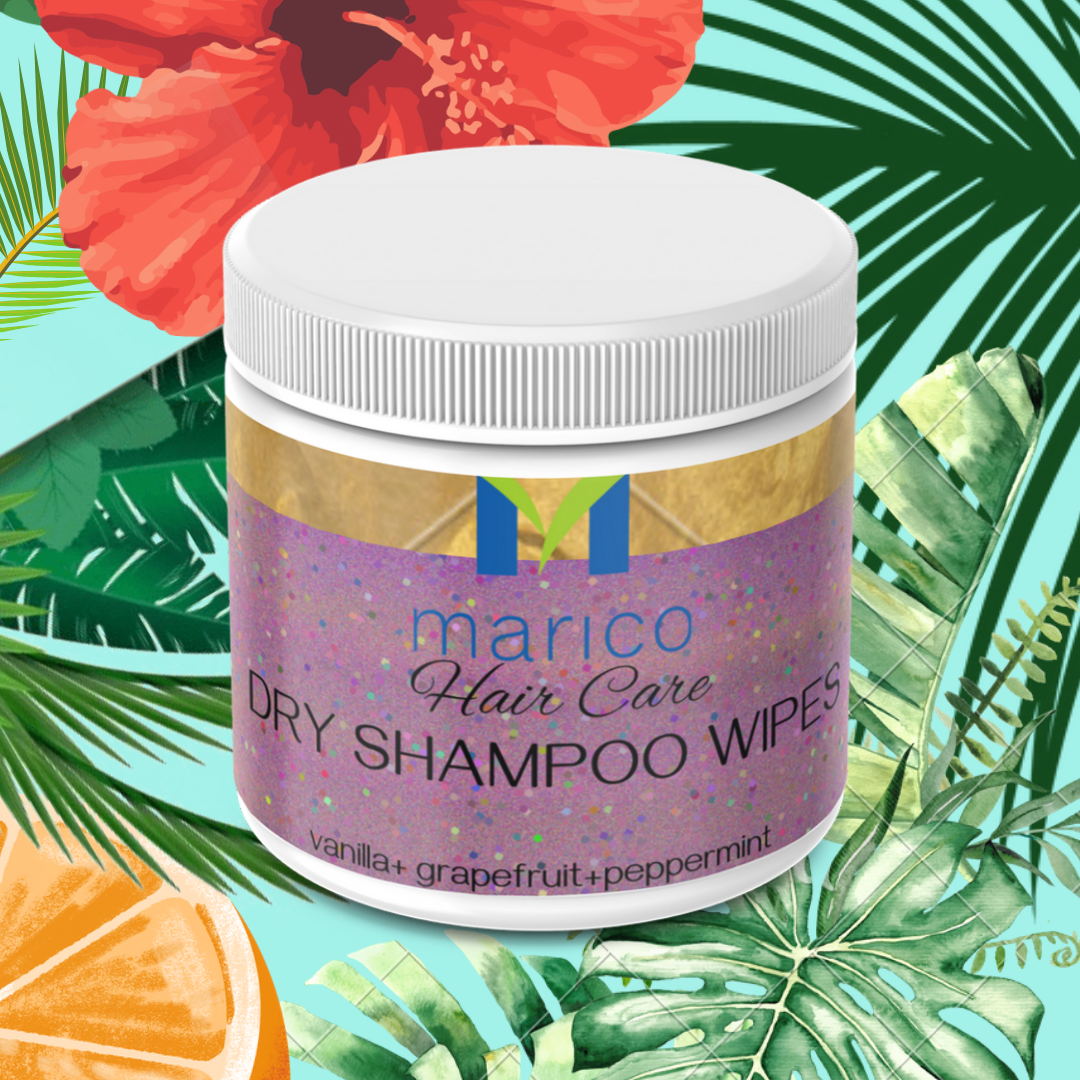 marico
Hair Care
DRY SHAMPOO WIPES
vanilla+ grapefruit+peppermint